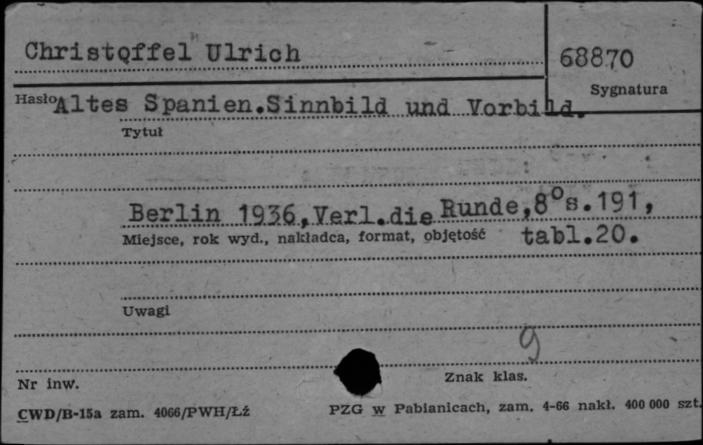 Christoffel Ulrich
68870
Sygnatura
Hasło Altes Spanien.Sinnbild und Vorbild.
Tytuł
Berlin 1936,Verl.die Runde,8°s.191,
Miejsce, rok wyd., nakładca, format, objętość tabl.20.
Uwagi
9
Nr inw.
Znak klas.
CWD/B-15a zam. 4066/PWH/Łż PZG w Pabianicach, zam. 4-66 nakł. 400 000 szt.